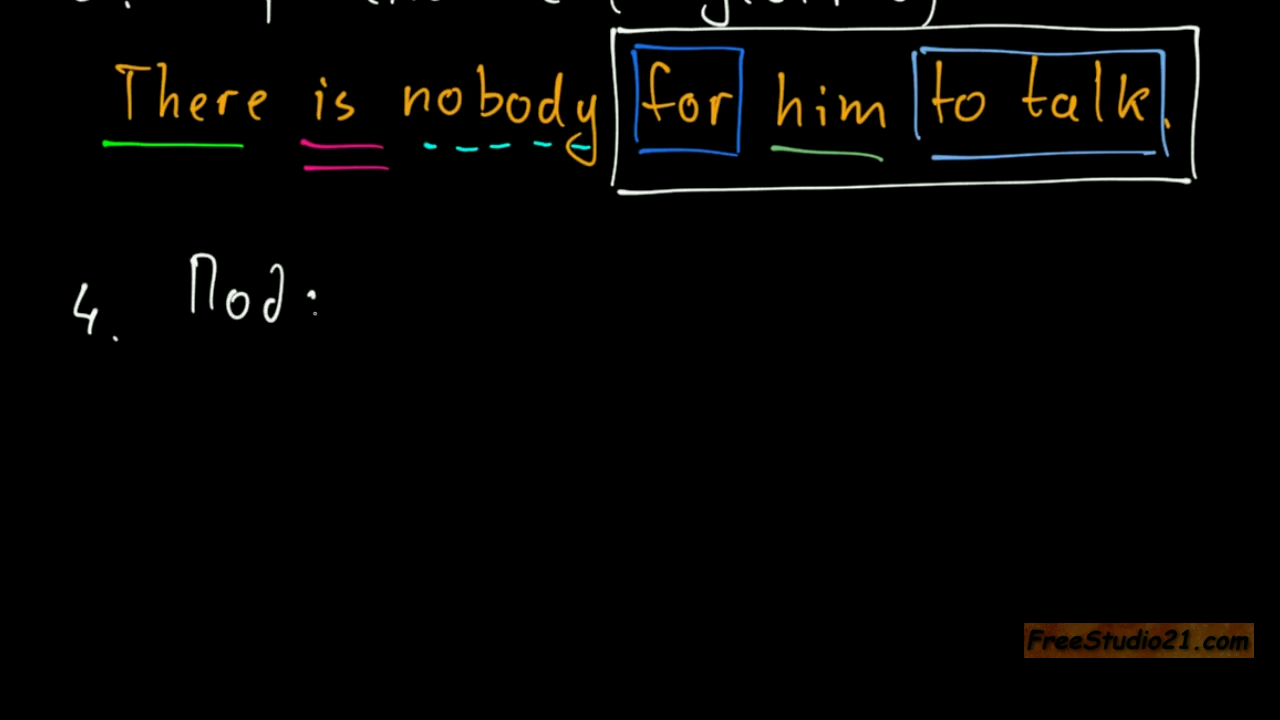 There is nobody for him to talk.
4. Под:
FreeStudio21.com